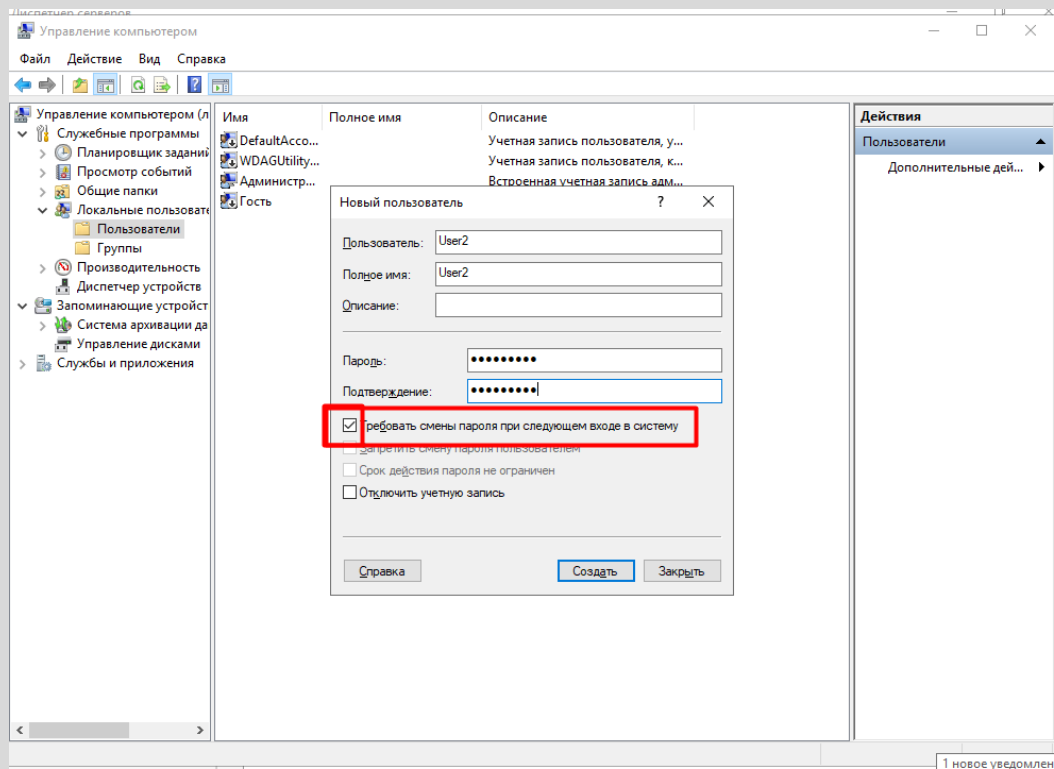 Диспетчер серверов
Управление компьютером
Файл Действие Вид Справка
Управление компьютером (л
Служебные программы
Планировщик заданий
Просмотр событий
Общие папки
Локальные пользовате
Пользователи
Группы
Производительность
Диспетчер устройств
Запоминающие устройст
Система архивации да
Управление дисками
Службы и приложения
Имя Полное имя Описание
DefaultAcco... Учетная запись пользователя, у...
WDAGUtility... Учетная запись пользователя, к...
Администр... Встроенная учетная запись адм...
Гость
Новый пользователь
Пользователь: User2
Полное имя: User2
Описание:
Пароль: •••••••••
Подтверждение: •••••••••
Требовать смены пароля при следующем входе в систему
Запретить смену пароля пользователем
Срок действия пароля не ограничен
Отключить учетную запись
Справка Создать Закрыть
Действия
Пользователи
Дополнительные дей...
1 новое уведомлен